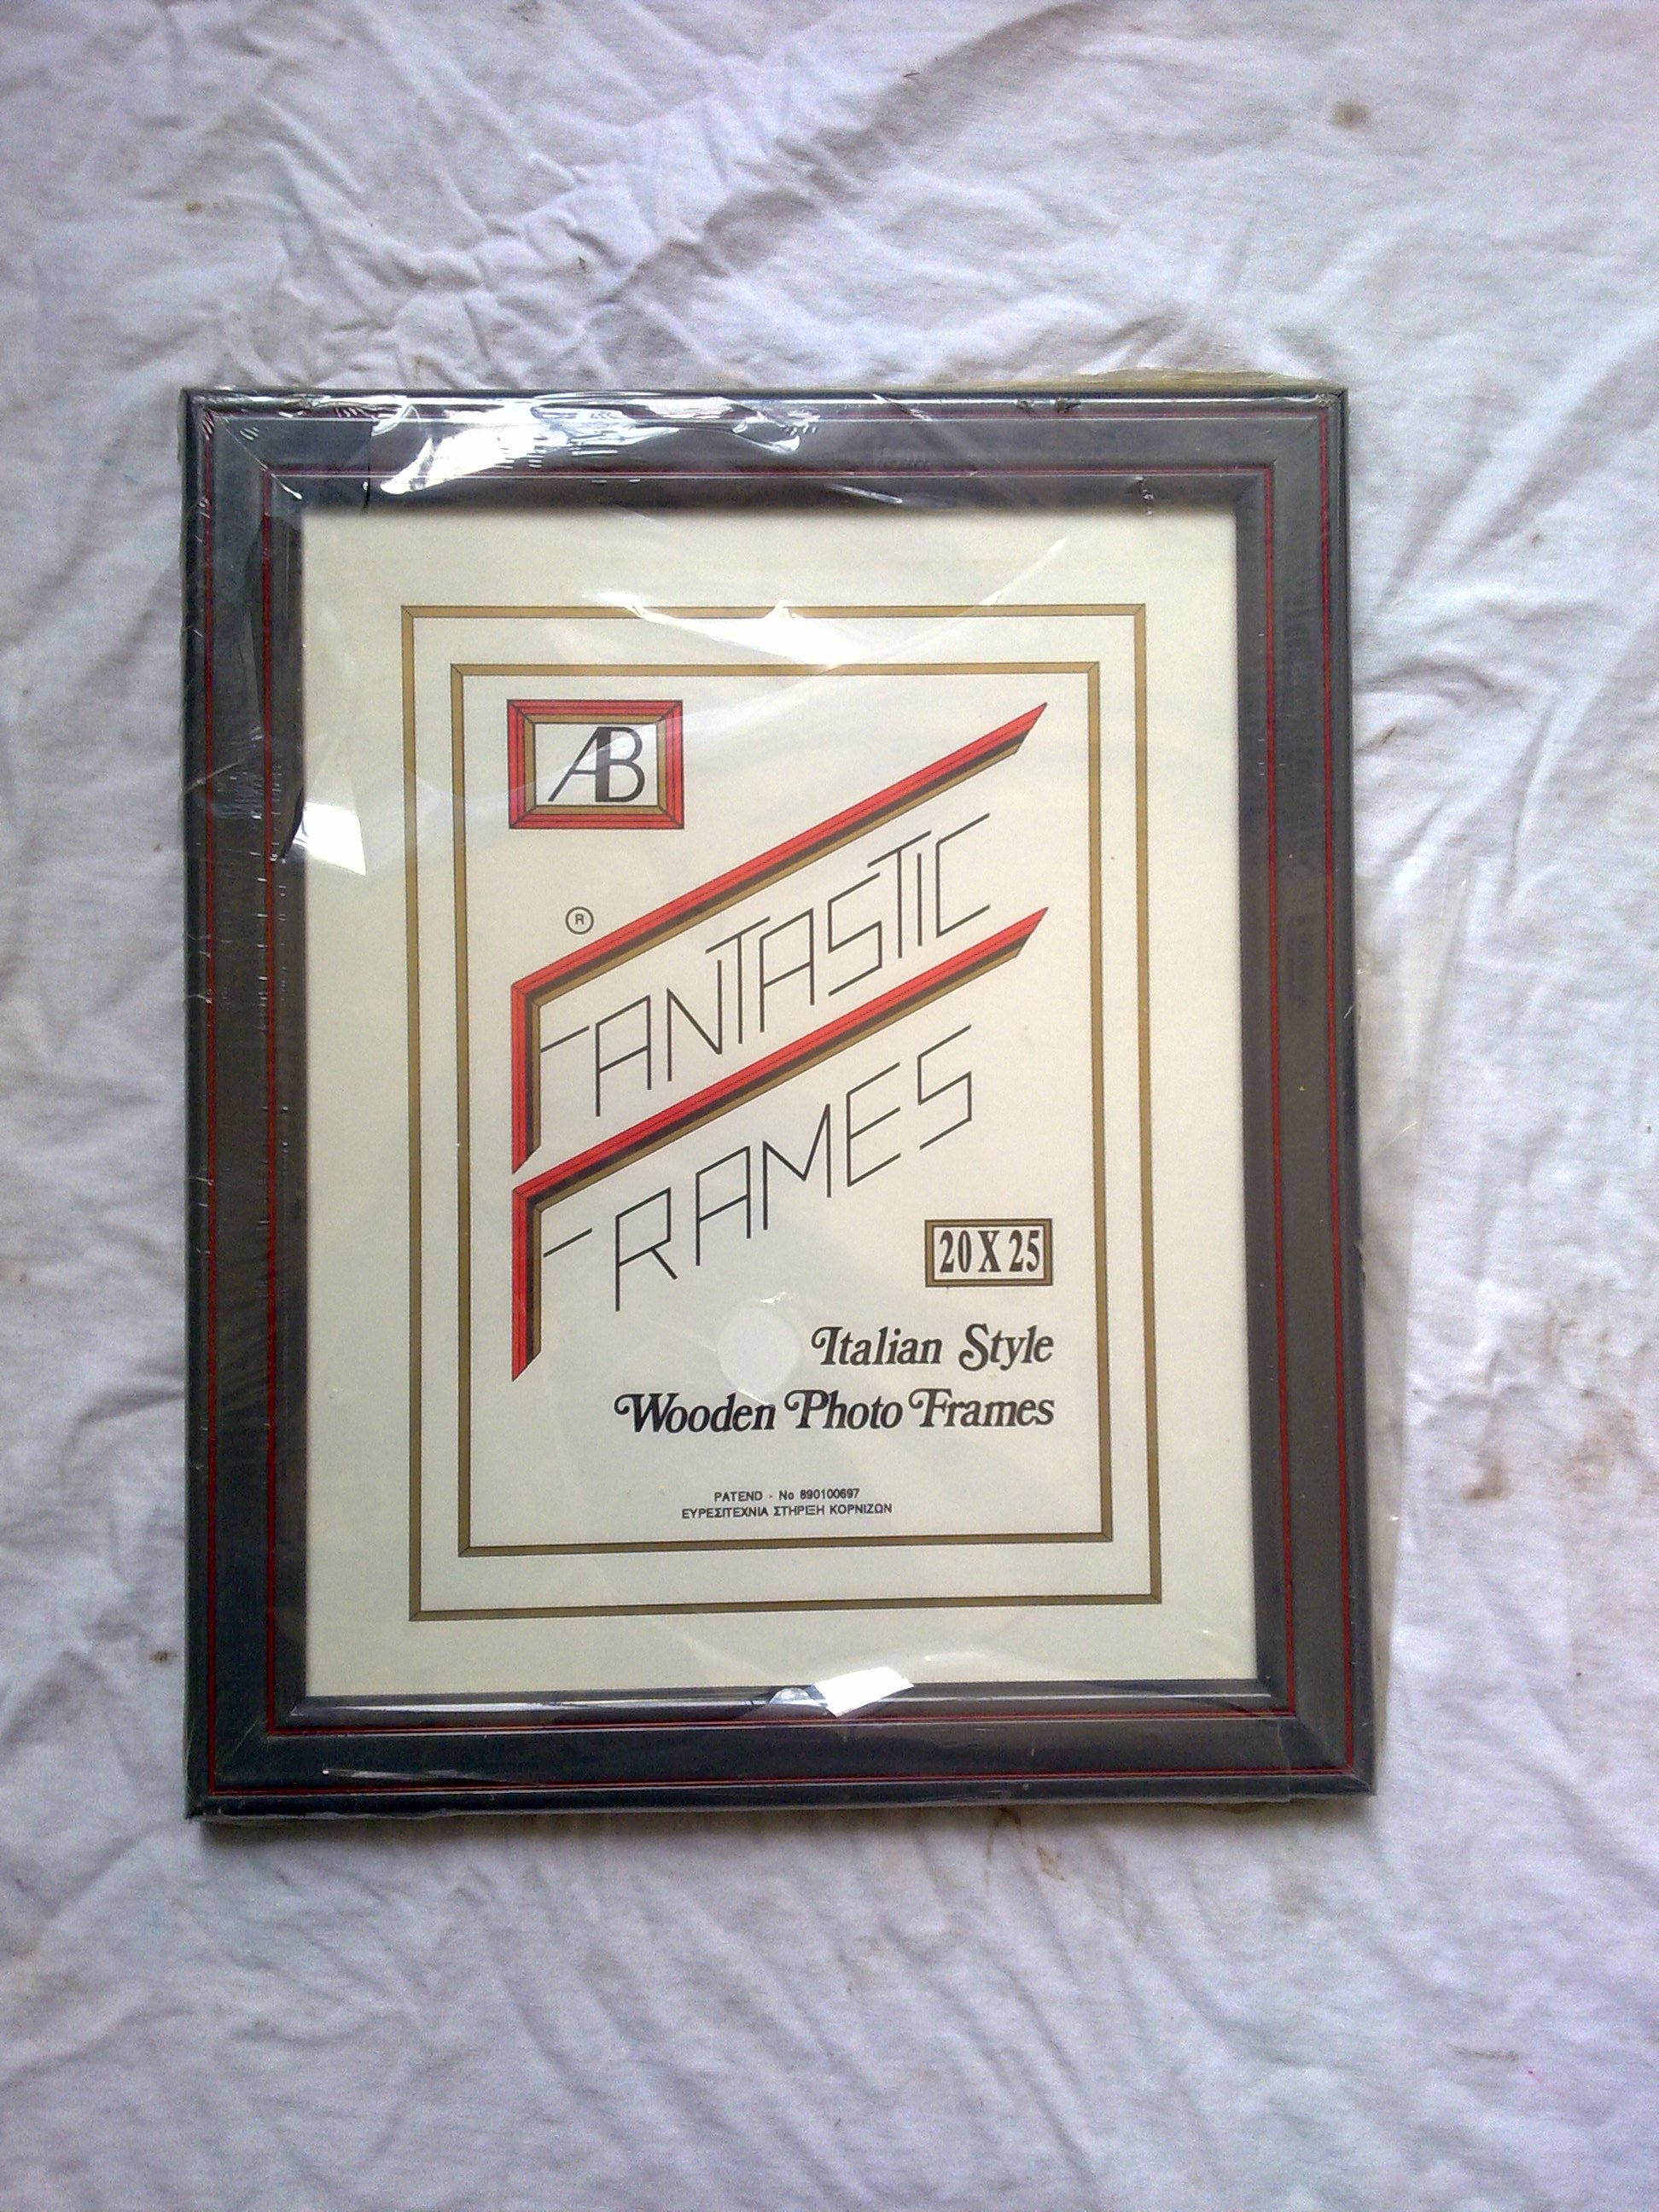 AB
®
FANTASTIC
FRAMES
20 X 25
Italian Style
Wooden Photo Frames
PATEND - No 890100697
ΕΥΡΕΣΙΤΕΧΝΙΑ ΣΤΗΡΙΞΗ ΚΟΡΝΙΖΩΝ